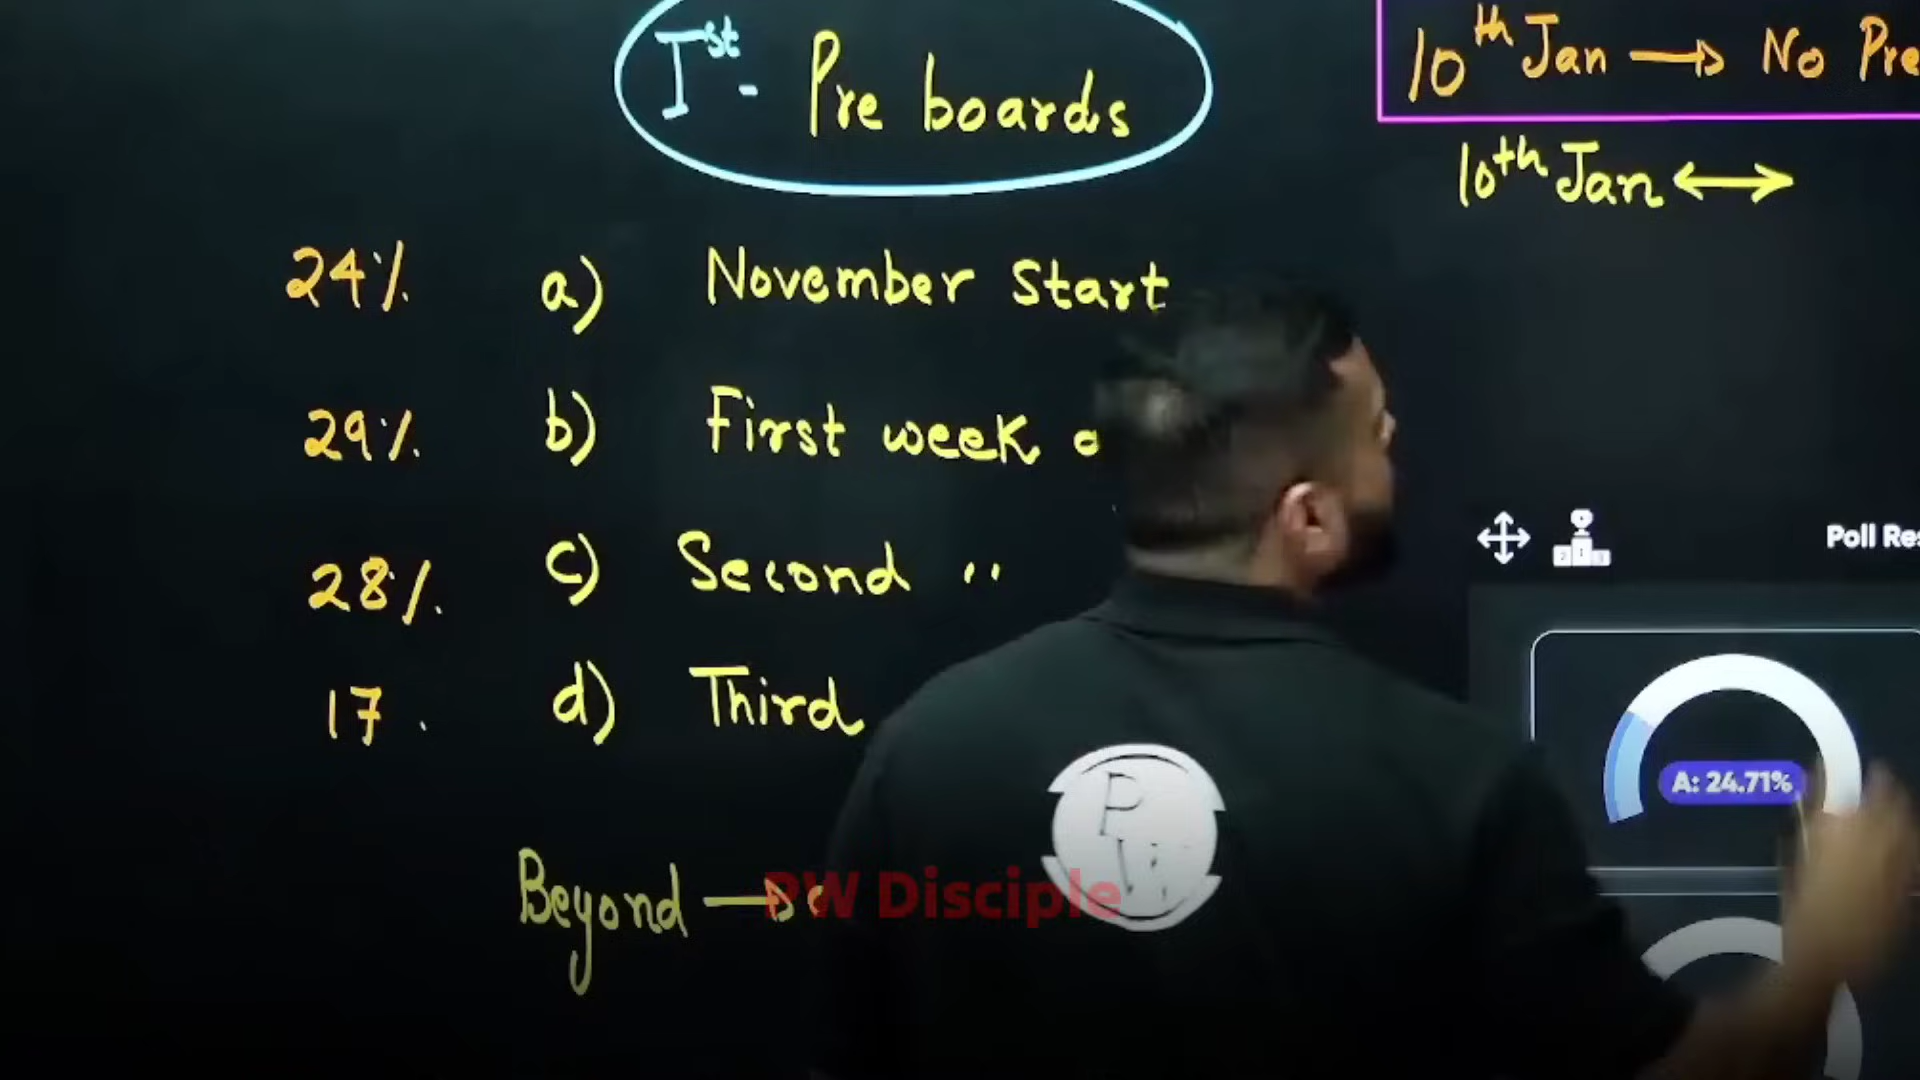 Ist - Pre boards
10th Jan → No Pre
10th Jan ↔
24% a) November Start
29% b) First week
28% c) Second "
17. d) Third
Beyond →
Poll Res
A: 24.71%
PW
PW Disciple